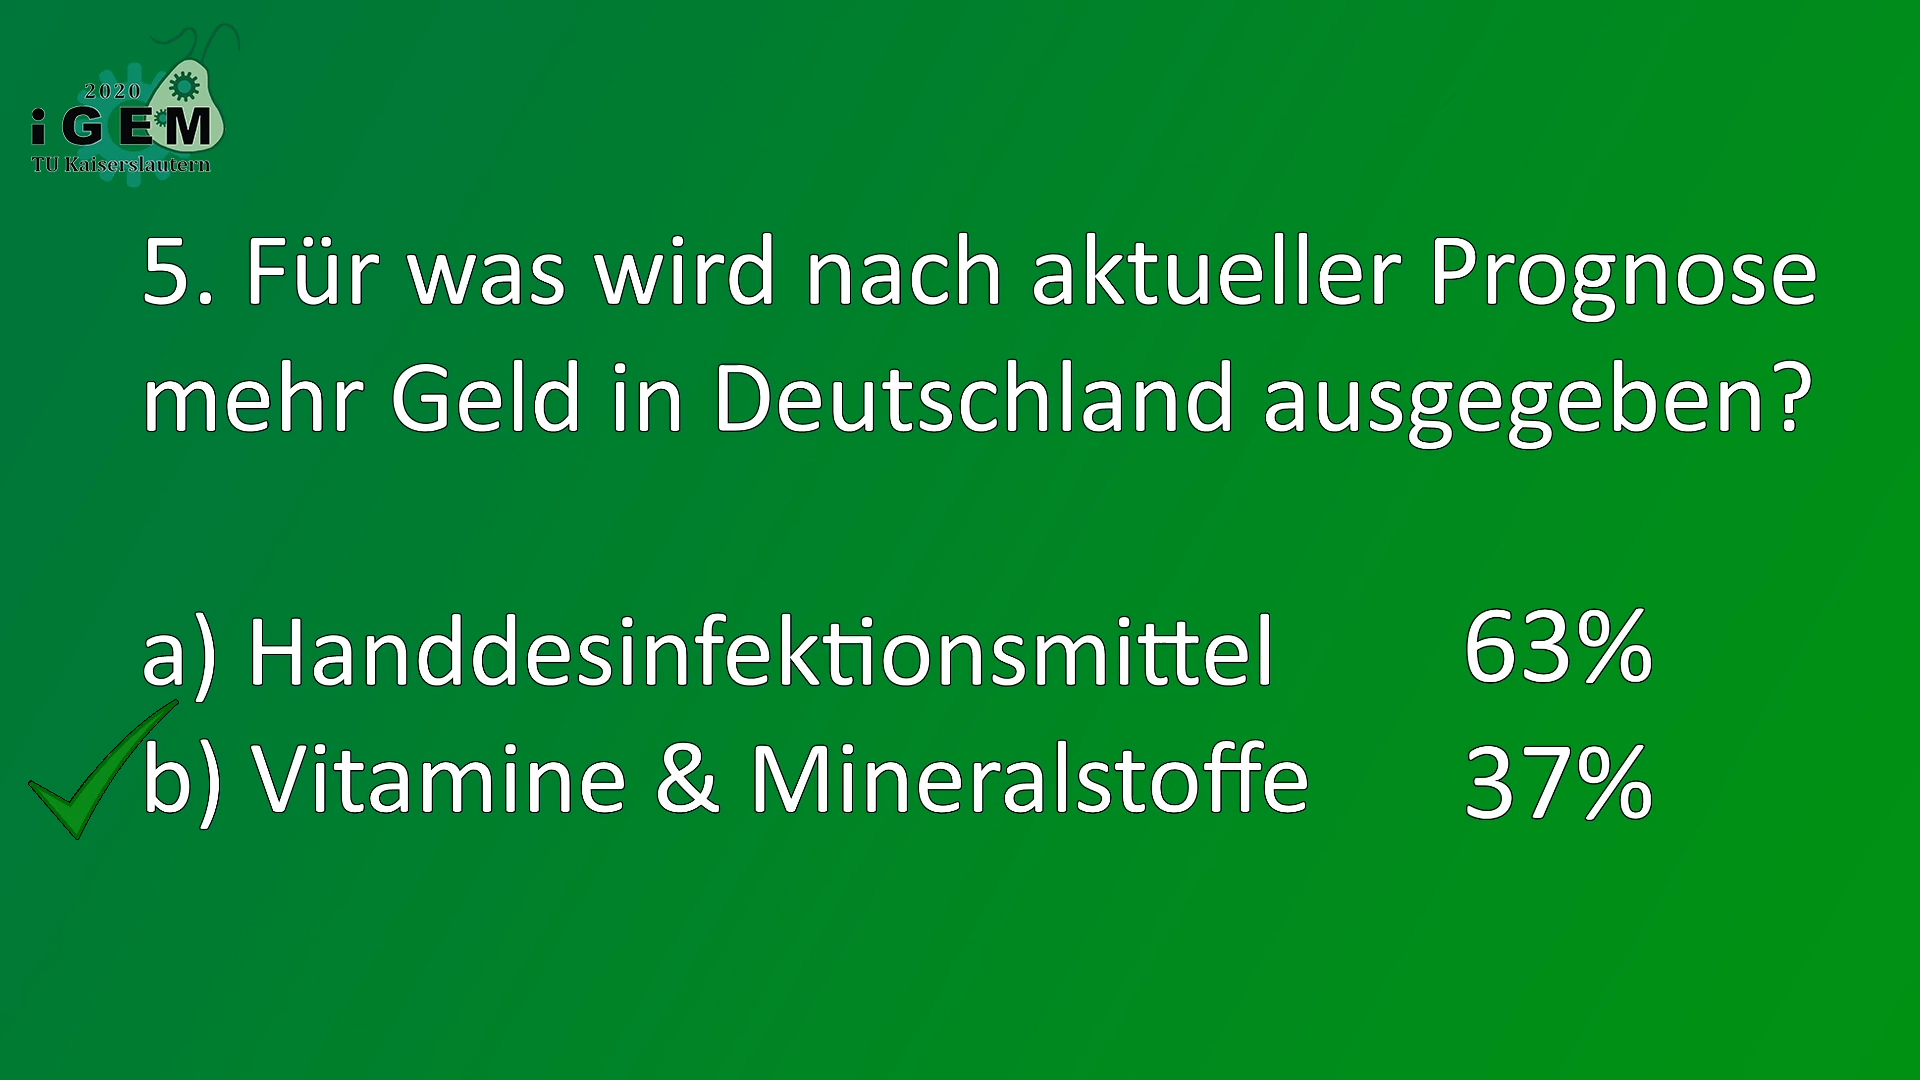 2020
iGEM
TU Kaiserslautern
5. Für was wird nach aktueller Prognose
mehr Geld in Deutschland ausgegeben?
a) Handdesinfektionsmittel 63%
b) Vitamine & Mineralstoffe 37%